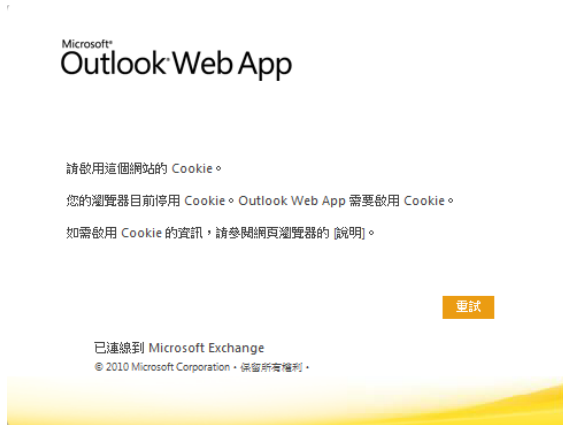 Microsoft®
Outlook® Web App
請啟用這個網站的 Cookie。
您的瀏覽器目前停用 Cookie。Outlook Web App 需要啟用 Cookie。
如需啟用 Cookie 的資訊，請參閱網頁瀏覽器的 [說明]。
重試
已連線到 Microsoft Exchange
© 2010 Microsoft Corporation。保留所有權利。